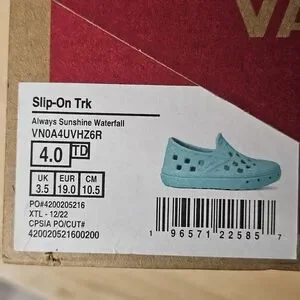 VA
Slip-On Trk
Always Sunshine Waterfall
VN0A4UVHZ6R
4.0 TD
UK EUR CM
3.5 19.0 10.5
PO#4200205216
XTL - 12/22
CPSIA PO/CUT#
420020521600200
1 96571 22585 7